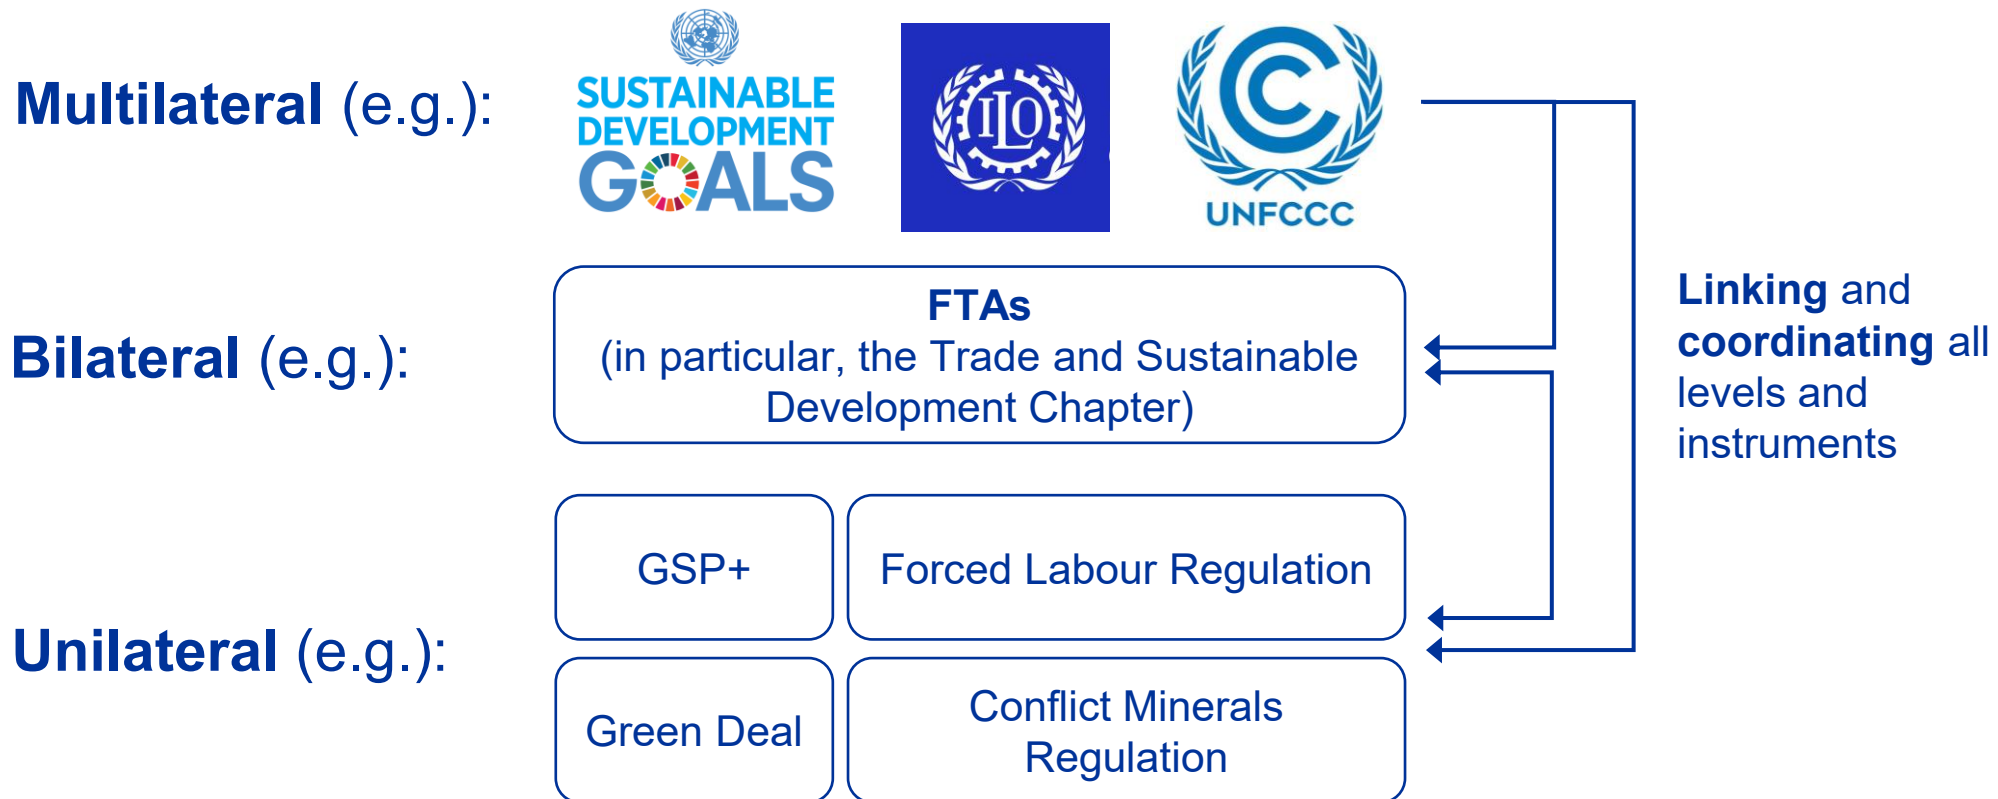 Multilateral (e.g.):
SUSTAINABLE
DEVELOPMENT
GOALS
ILO
UNFCCC
Bilateral (e.g.):
FTAs
(in particular, the Trade and Sustainable
Development Chapter)
Linking and
coordinating all
levels and
instruments
Unilateral (e.g.):
GSP+
Forced Labour Regulation
Green Deal
Conflict Minerals
Regulation